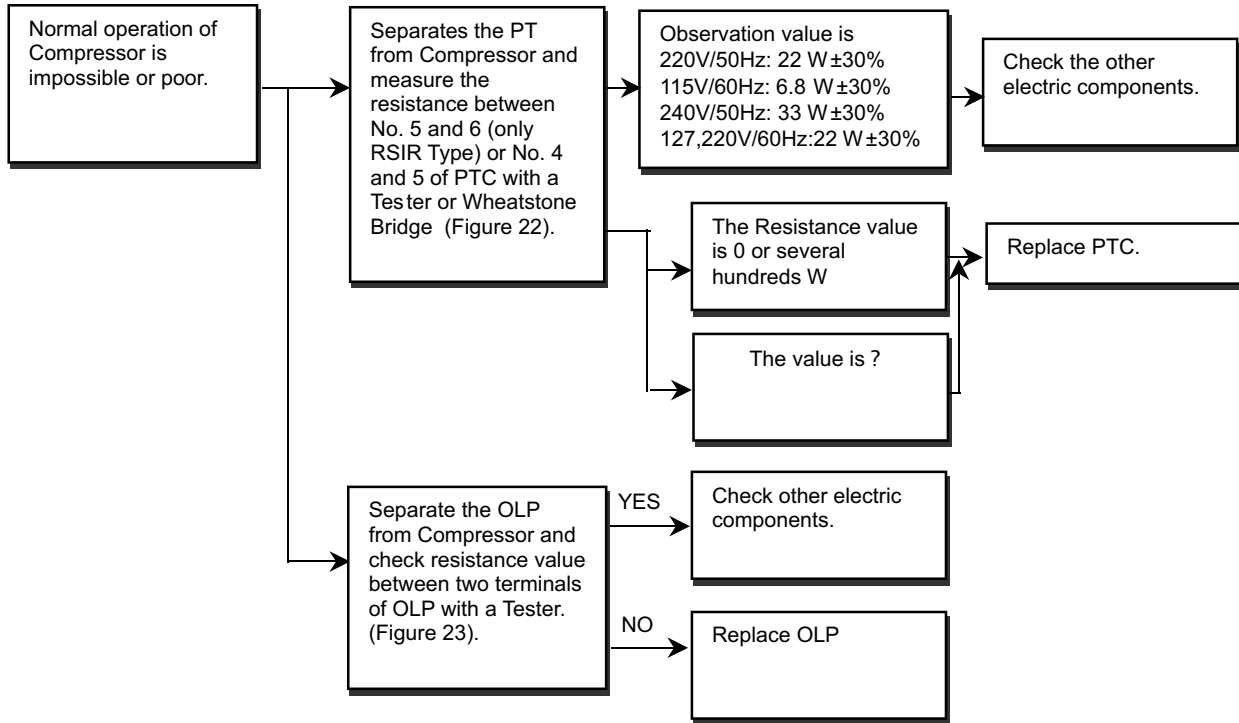 Normal operation of
Compressor is
impossible or poor.
Separates the PT
from Compressor and
measure the
resistance between
No. 5 and 6 (only
RSIR Type) or No. 4
and 5 of PTC with a
Tester or Wheatstone
Bridge (Figure 22).
Observation value is
220V/50Hz: 22 W±30%
115V/60Hz: 6.8 W±30%
240V/50Hz: 33 W±30%
127,220V/60Hz:22 W±30%
Check the other
electric components.
The Resistance value
is 0 or several
hundreds W
Replace PTC.
The value is ?
Separate the OLP
from Compressor and
check resistance value
between two terminals
of OLP with a Tester.
(Figure 23).
YES
Check other electric
components.
NO
Replace OLP